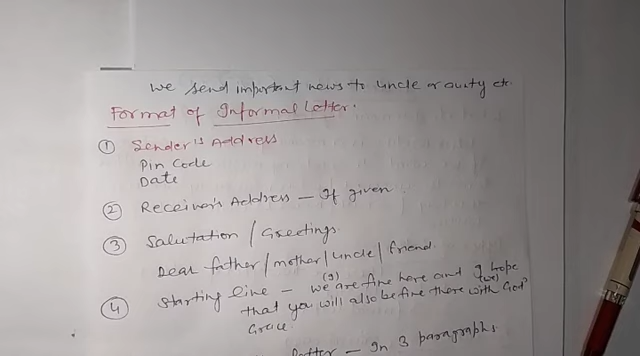 We send important news to uncle or aunty etc.
Format of Informal Letter.
① Sender's Address
Pin Code
Date
② Receiver's Address — If given
③ Salutation / Greetings.
Dear father/mother/uncle/friend
④ Starting line — We (I) are fine here and I (we) hope
that you will also be fine there with God
Grace.
Letter — In 3 paragraphs.